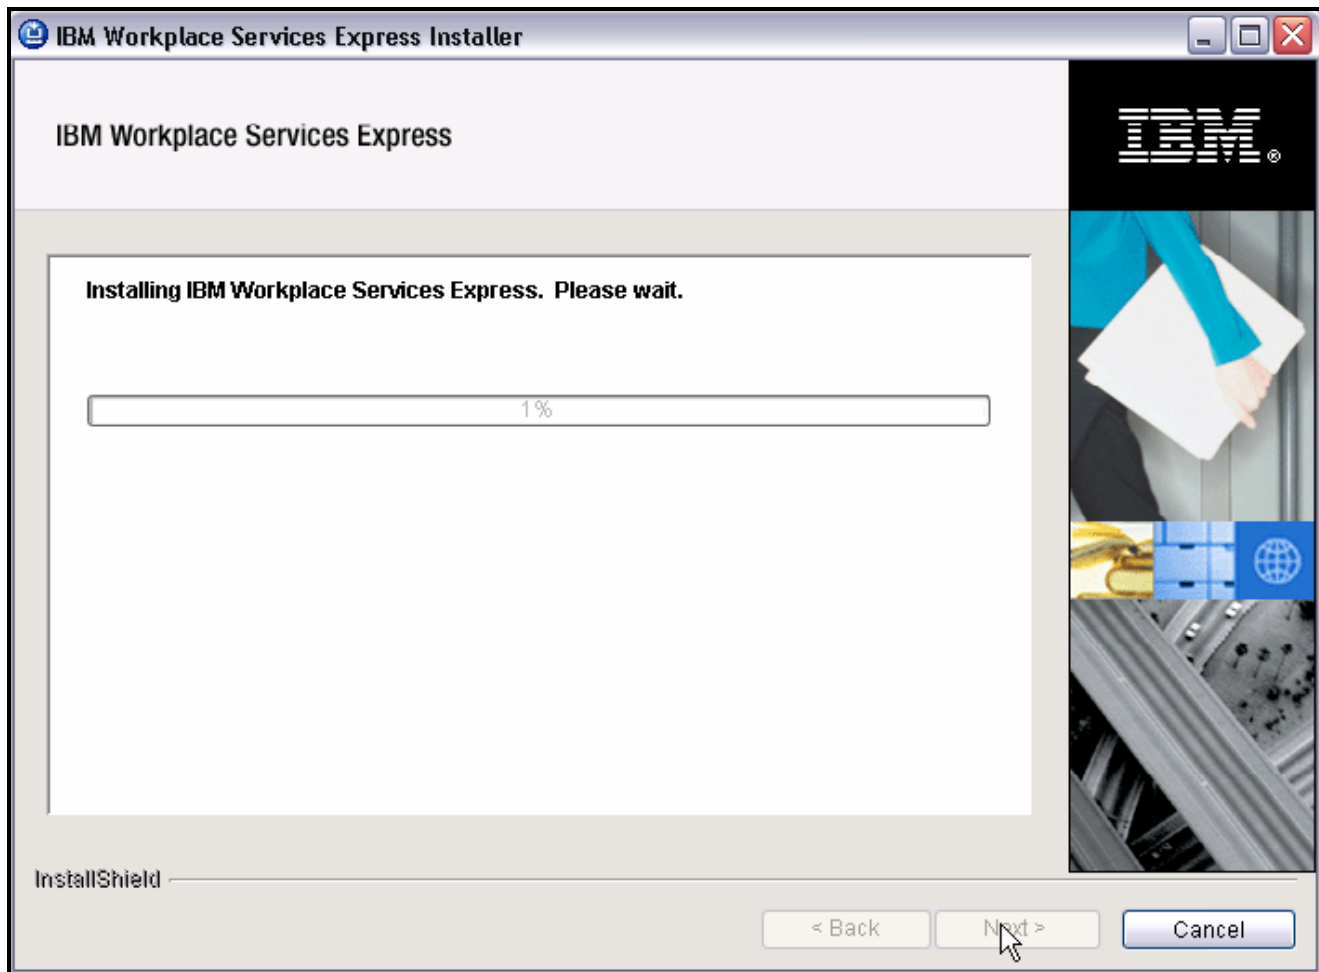 IBM Workplace Services Express Installer
IBM Workplace Services Express
IBM®
Installing IBM Workplace Services Express.  Please wait.
1%
InstallShield
< Back
Next >
Cancel